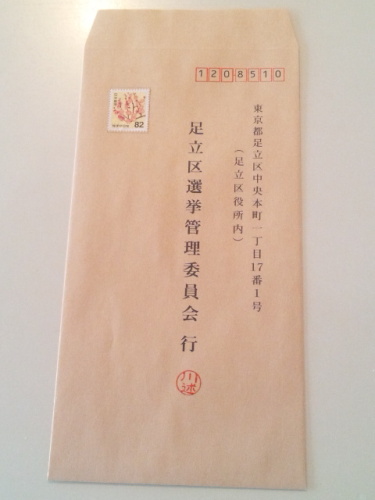 1208510
東京都足立区中央本町一丁目17番1号
(足立区役所内)
足立区選挙管理委員会 行
82